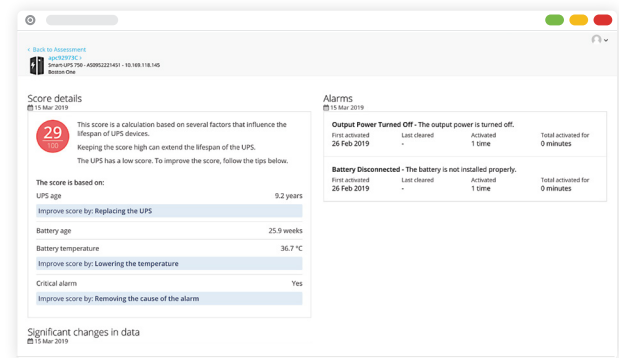 < Back to Assessment
apc92973C >
Smart-UPS 750 - AS0952221451 - 10.169.118.145
Boston One
Score details
15 Mar 2019
29
100
This score is a calculation based on several factors that influence the
lifespan of UPS devices.
Keeping the score high can extend the lifespan of the UPS.
The UPS has a low score. To improve the score, follow the tips below.
The score is based on:
UPS age 9.2 years
Improve score by: Replacing the UPS
Battery age 25.9 weeks
Battery temperature 36.7 °C
Improve score by: Lowering the temperature
Critical alarm Yes
Improve score by: Removing the cause of the alarm
Significant changes in data
15 Mar 2019
Alarms
15 Mar 2019
Output Power Turned Off - The output power is turned off.
First activated Last cleared Activated Total activated for
26 Feb 2019 - 1 time 0 minutes
Battery Disconnected - The battery is not installed properly.
First activated Last cleared Activated Total activated for
26 Feb 2019 - 1 time 0 minutes